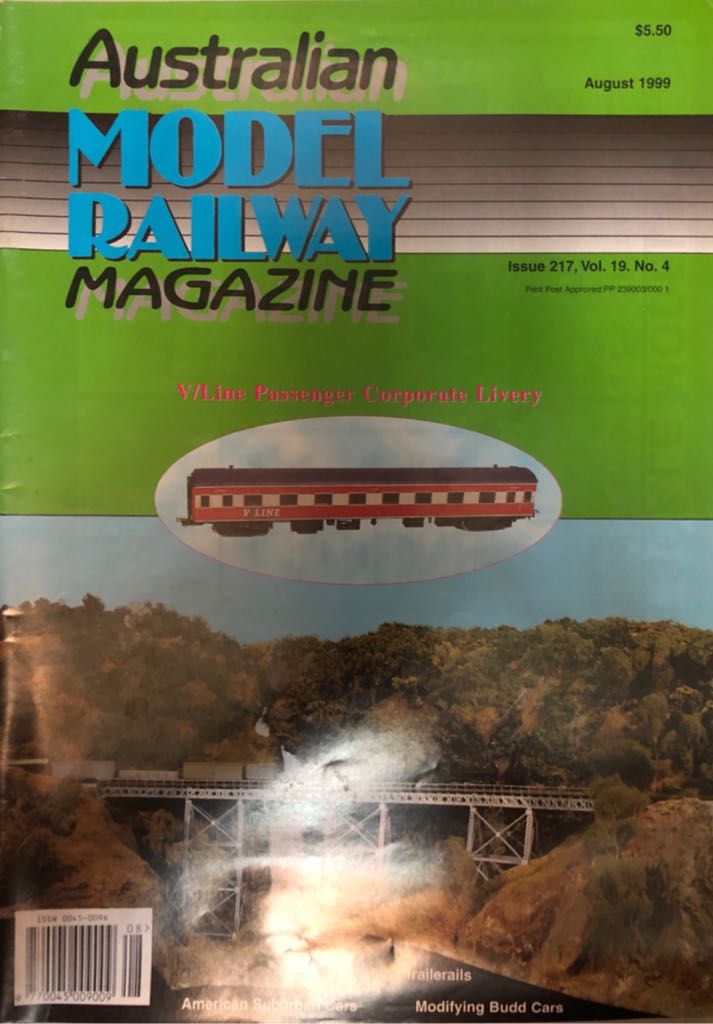 $5.50
Australian
August 1999
MODEL
RAILWAY
MAGAZINE
Issue 217, Vol. 19. No. 4
Print Post Approved PP 239003/000 1
V/Line Passenger Corporate Livery
V LINE
ISSN 0045-009X
08>
9 770045 009009
Trailerails
American Suburban Cars
Modifying Budd Cars